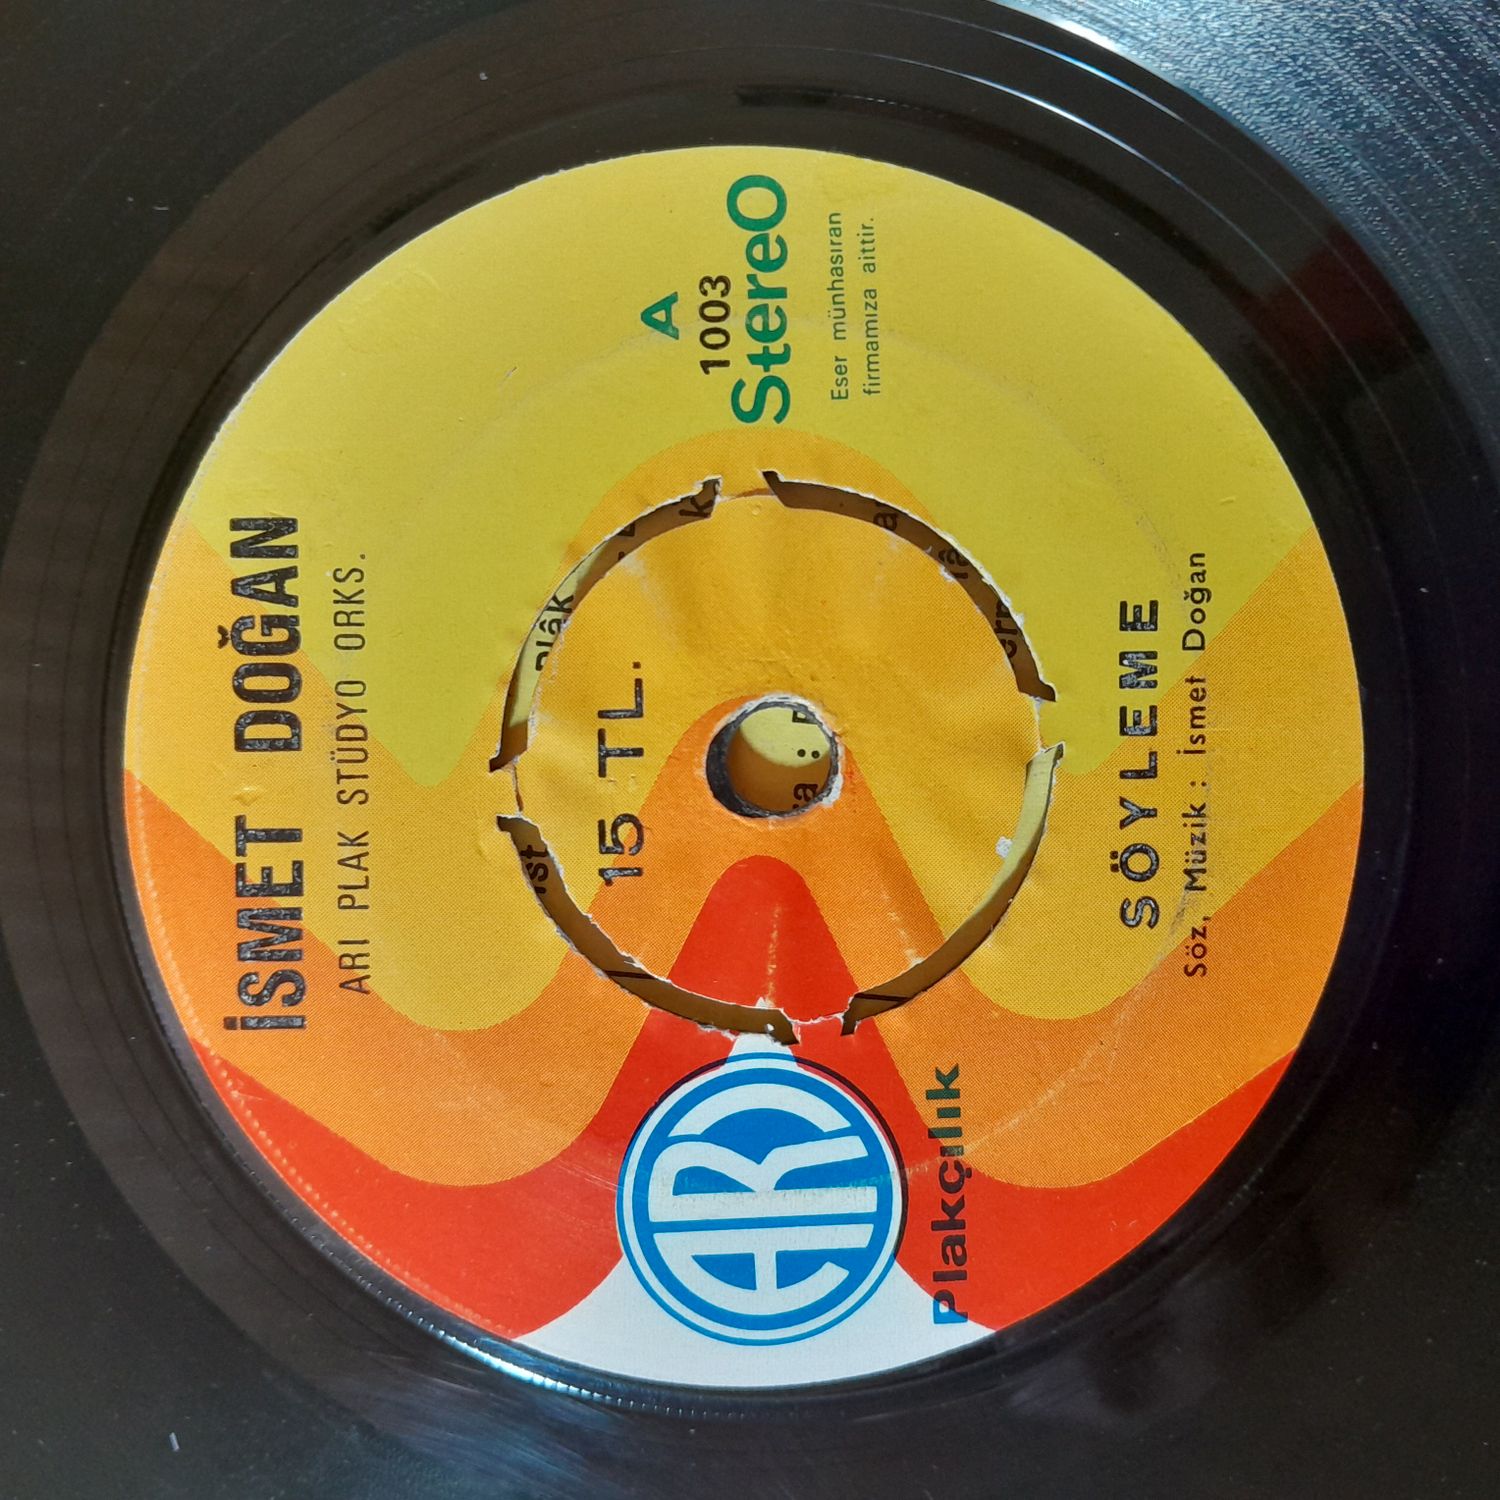 İSMET DOĞAN
ARI PLAK STÜDYO ORKS.
15 TL.
A
1003
Stereo
Eser münhasıran
firmamıza aittir.
ARI
Plakçılık
SÖYLEME
Söz, Müzik : İsmet Doğan